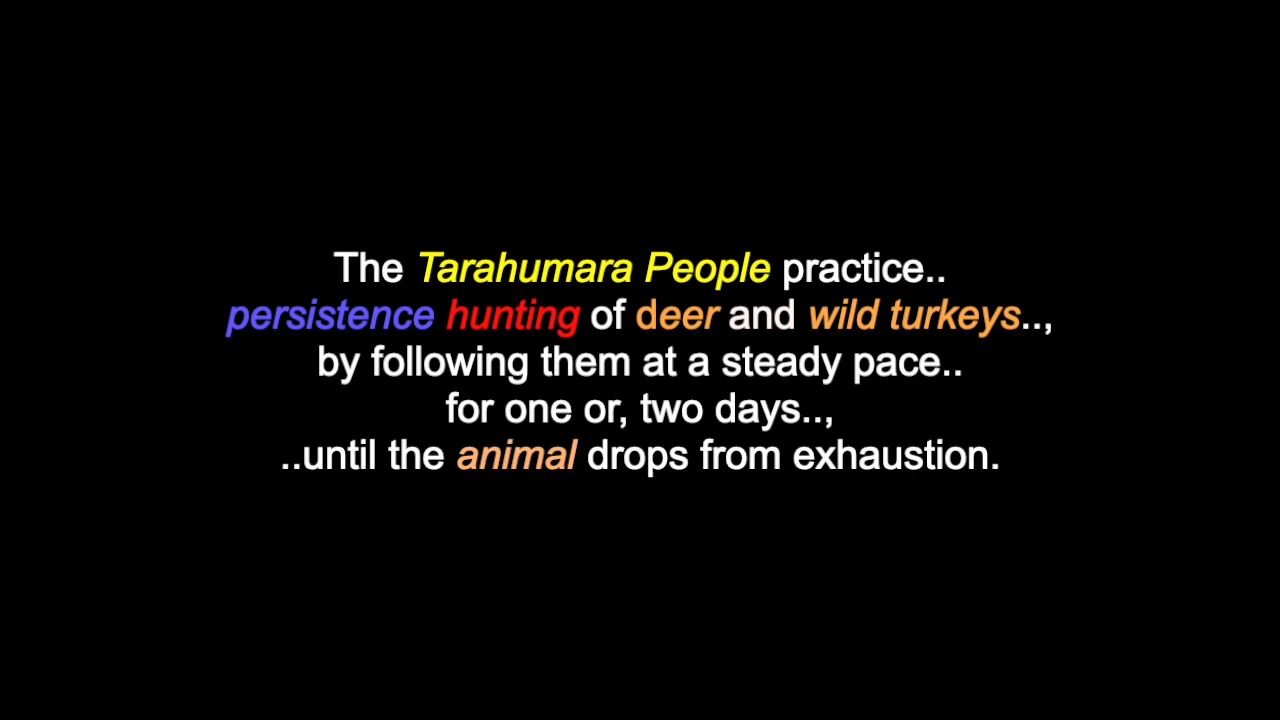 The Tarahumara People practice..
persistence hunting of deer and wild turkeys..,
by following them at a steady pace..
for one or, two days..,
..until the animal drops from exhaustion.